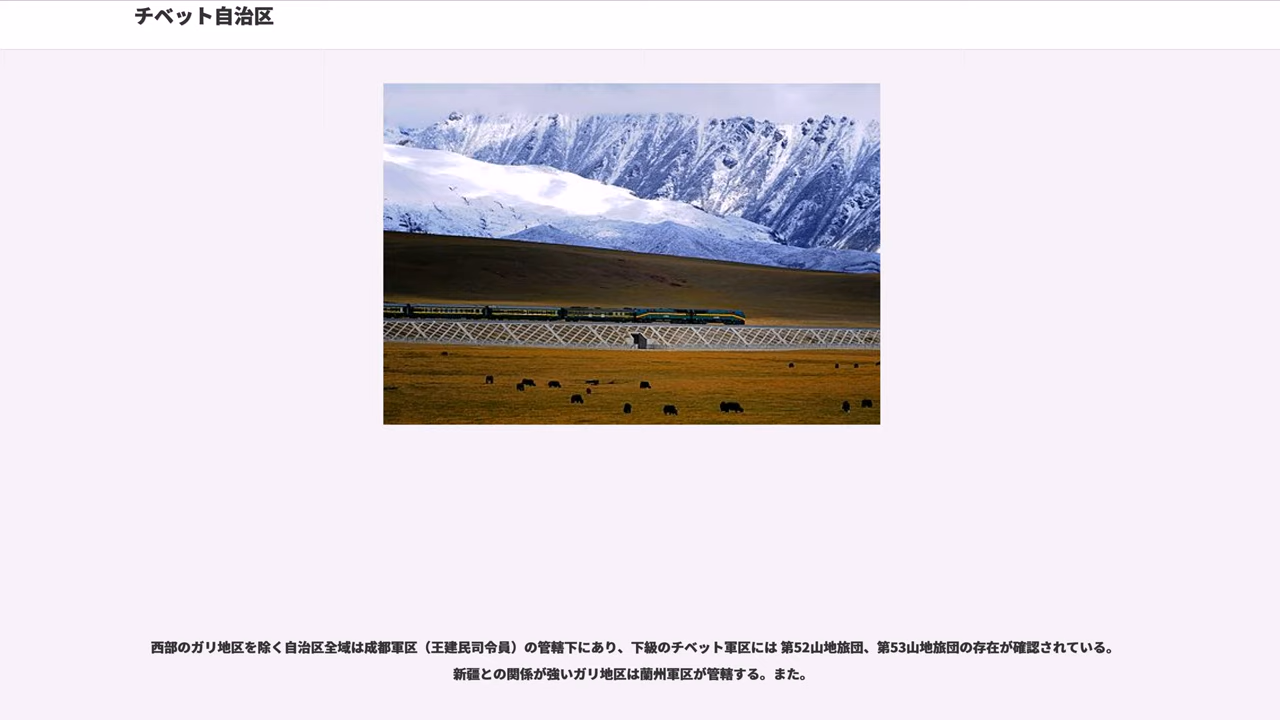 チベット自治区
西部のガリ地区を除く自治区全域は成都軍区（王建民司令員）の管轄下にあり、下級のチベット軍区には 第52山地旅団、第53山地旅団の存在が確認されている。
新疆との関係が強いガリ地区は蘭州軍区が管轄する。また。